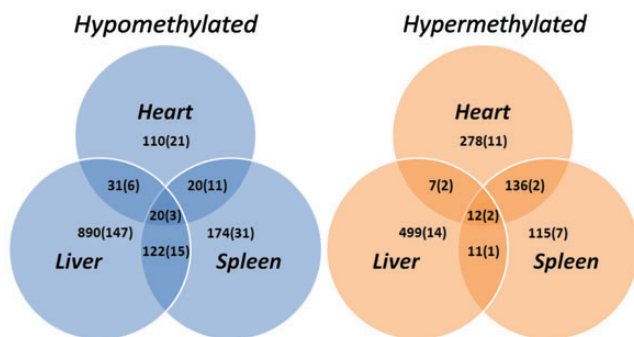 Hypomethylated
Heart
110(21)
31(6)
20(11)
20(3)
890(147)
174(31)
122(15)
Liver
Spleen
Hypermethylated
Heart
278(11)
7(2)
136(2)
12(2)
499(14)
115(7)
11(1)
Liver
Spleen